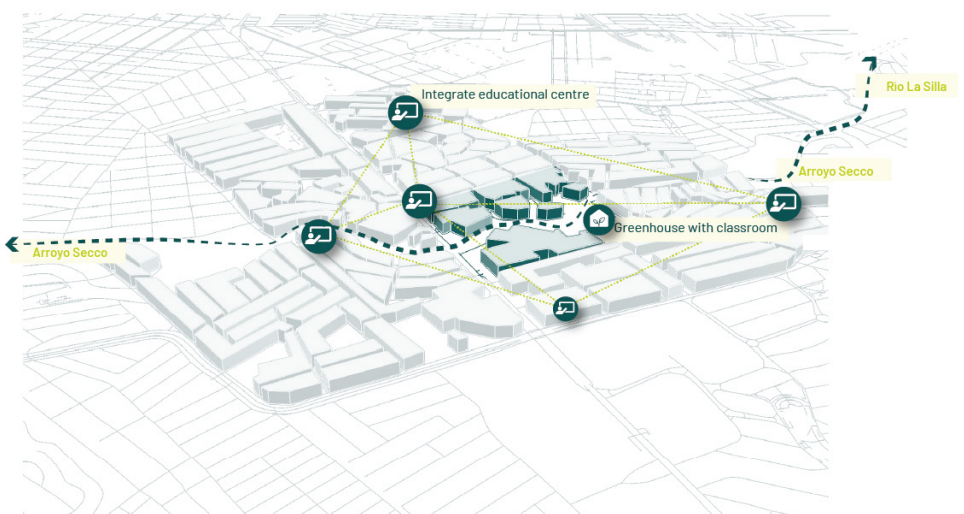 Integrate educational centre
Rio La Silla
Arroyo Secco
Greenhouse with classroom
Arroyo Secco